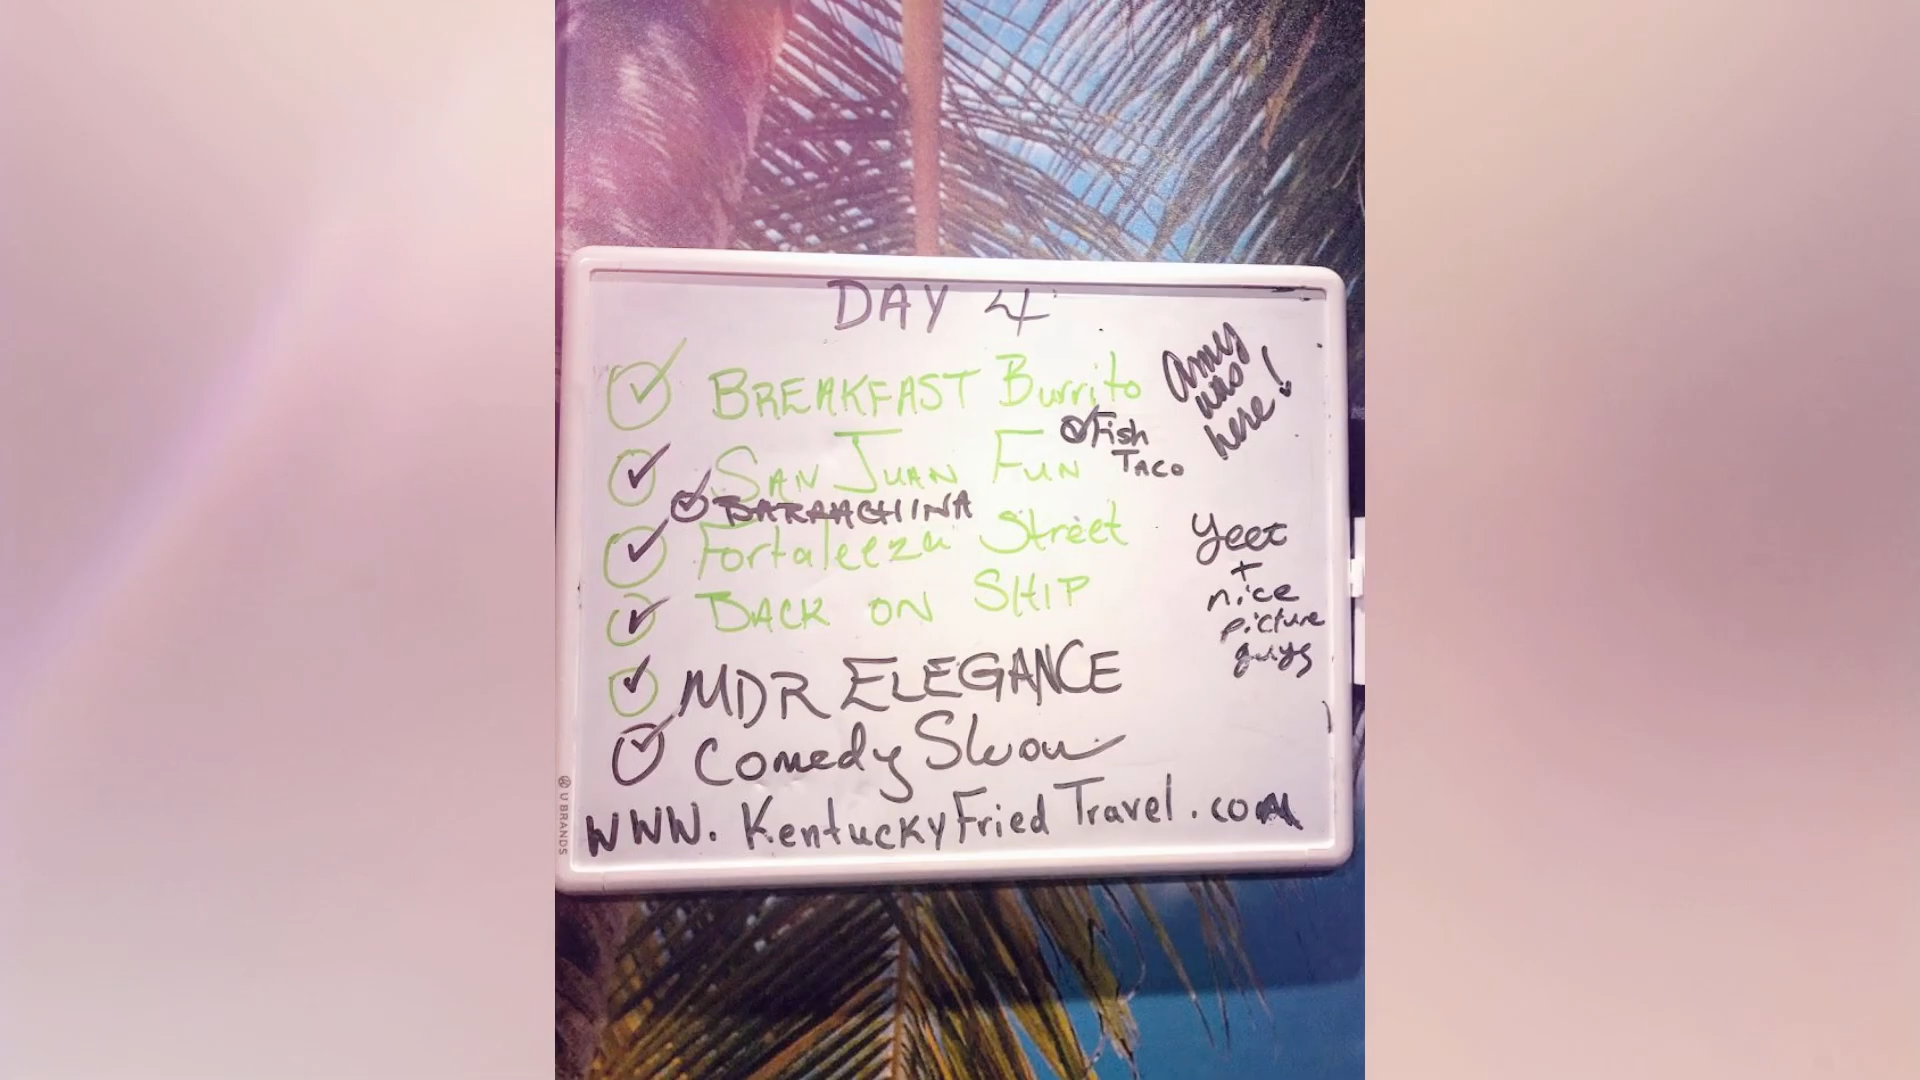 DAY 4
BREAKFAST Burrito
Amy
was
here!
Fish
TACO
SAN JUAN FUN
BARRACHINA
Fortaleeza Street
BACK ON SHIP
Yeet
+
nice
picture
guys
MDR ELEGANCE
Comedy Show
WWW.KentuckyFriedTravel.com
U BRANDS